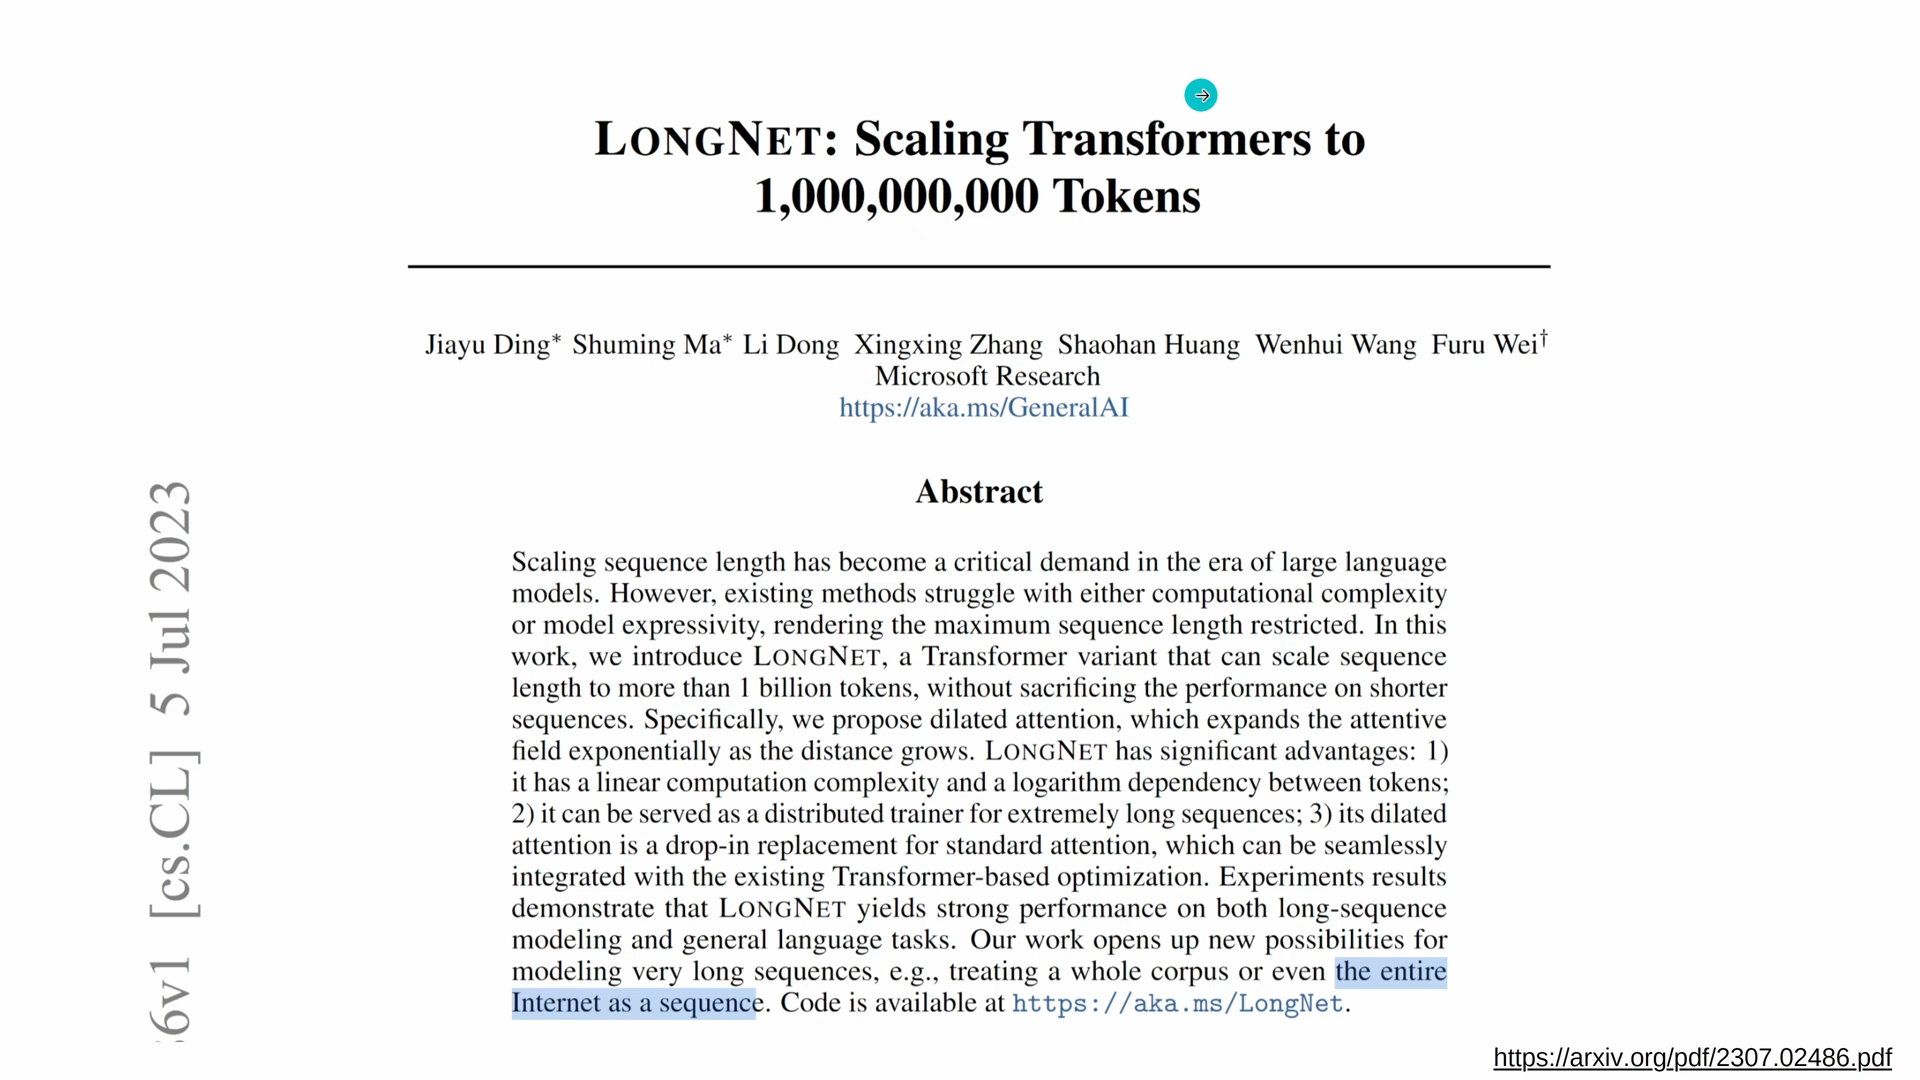 LONGNET: Scaling Transformers to
1,000,000,000 Tokens
Jiayu Ding* Shuming Ma* Li Dong Xingxing Zhang Shaohan Huang Wenhui Wang Furu Wei†
Microsoft Research
https://aka.ms/GeneralAI
Abstract
Scaling sequence length has become a critical demand in the era of large language
models. However, existing methods struggle with either computational complexity
or model expressivity, rendering the maximum sequence length restricted. In this
work, we introduce LONGNET, a Transformer variant that can scale sequence
length to more than 1 billion tokens, without sacrificing the performance on shorter
sequences. Specifically, we propose dilated attention, which expands the attentive
field exponentially as the distance grows. LONGNET has significant advantages: 1)
it has a linear computation complexity and a logarithm dependency between tokens;
2) it can be served as a distributed trainer for extremely long sequences; 3) its dilated
attention is a drop-in replacement for standard attention, which can be seamlessly
integrated with the existing Transformer-based optimization. Experiments results
demonstrate that LONGNET yields strong performance on both long-sequence
modeling and general language tasks. Our work opens up new possibilities for
modeling very long sequences, e.g., treating a whole corpus or even the entire
Internet as a sequence. Code is available at https://aka.ms/LongNet.
6v1 [cs.CL] 5 Jul 2023
https://arxiv.org/pdf/2307.02486.pdf